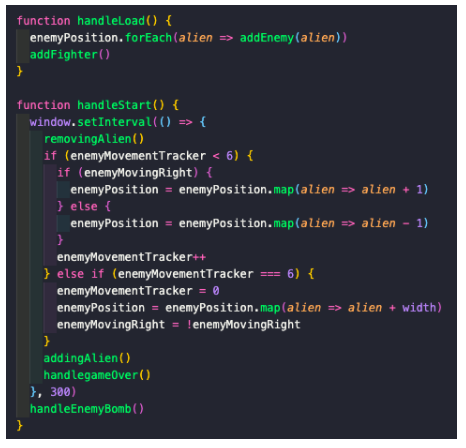 function handleLoad() {
  enemyPosition.forEach(alien => addEnemy(alien))
  addFighter()
}

function handleStart() {
  window.setInterval(() => {
    removingAlien()
    if (enemyMovementTracker < 6) {
      if (enemyMovingRight) {
        enemyPosition = enemyPosition.map(alien => alien + 1)
      } else {
        enemyPosition = enemyPosition.map(alien => alien - 1)
      }
      enemyMovementTracker++
    } else if (enemyMovementTracker === 6) {
      enemyMovementTracker = 0
      enemyPosition = enemyPosition.map(alien => alien + width)
      enemyMovingRight = !enemyMovingRight
    }
    addingAlien()
    handlegameOver()
  }, 300)
  handleEnemyBomb()
}